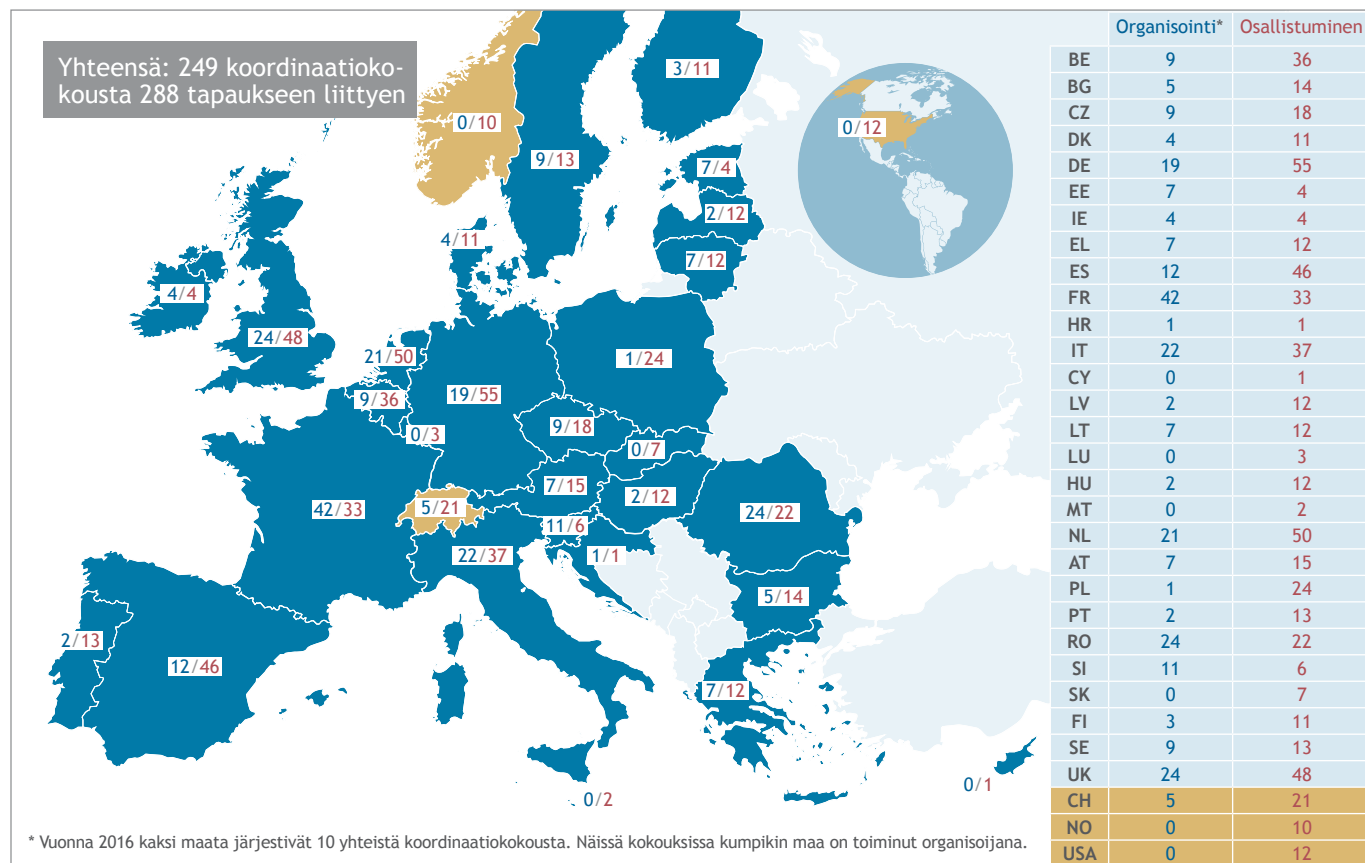 Yhteensä: 249 koordinaatioko-
kousta 288 tapaukseen liittyen
3/11
0/10
0/12
9/13
7/4
2/12
4/11
7/12
4/4
24/48
21/50
1/24
9/36
19/55
9/18
0/3
0/7
7/15
2/12
42/33
5/21
24/22
11/6
22/37
1/1
5/14
2/13
12/46
7/12
0/1
0/2
* Vuonna 2016 kaksi maata järjestivät 10 yhteistä koordinaatiokokousta. Näissä kokouksissa kumpikin maa on toiminut organisoijana.
Organisointi* Osallistuminen
BE 9 36
BG 5 14
CZ 9 18
DK 4 11
DE 19 55
EE 7 4
IE 4 4
EL 7 12
ES 12 46
FR 42 33
HR 1 1
IT 22 37
CY 0 1
LV 2 12
LT 7 12
LU 0 3
HU 2 12
MT 0 2
NL 21 50
AT 7 15
PL 1 24
PT 2 13
RO 24 22
SI 11 6
SK 0 7
FI 3 11
SE 9 13
UK 24 48
CH 5 21
NO 0 10
USA 0 12